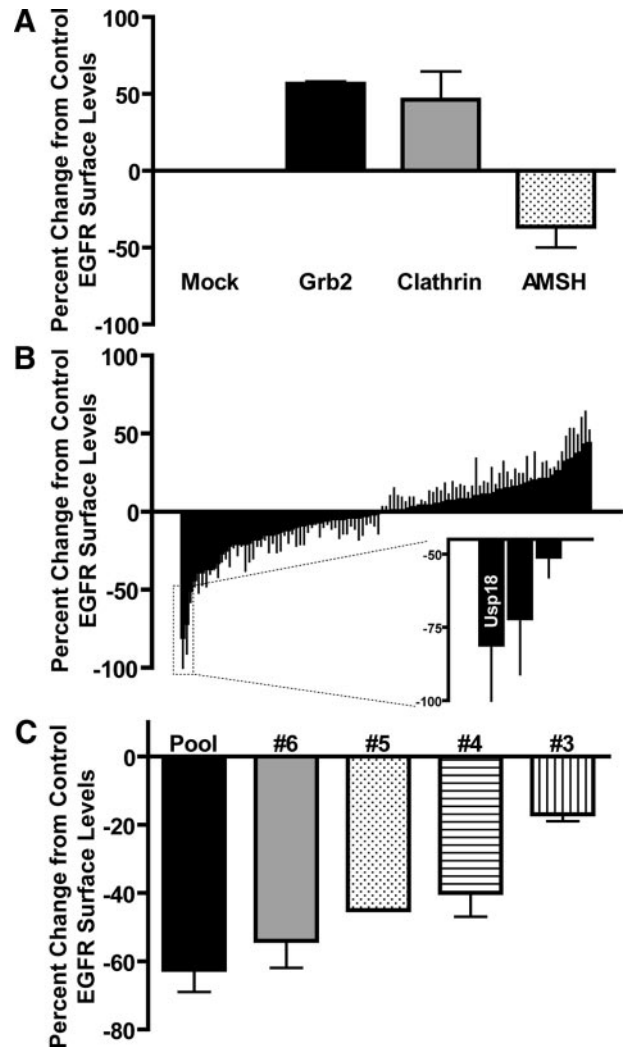 A
Percent Change from Control
EGFR Surface Levels
100
50
0
-50
-100
Mock Grb2 Clathrin AMSH
B
Percent Change from Control
EGFR Surface Levels
100
50
0
-50
-100
-50
-75
-100
Usp18
C
Percent Change from Control
EGFR Surface Levels
Pool #6 #5 #4 #3
0
-20
-40
-60
-80